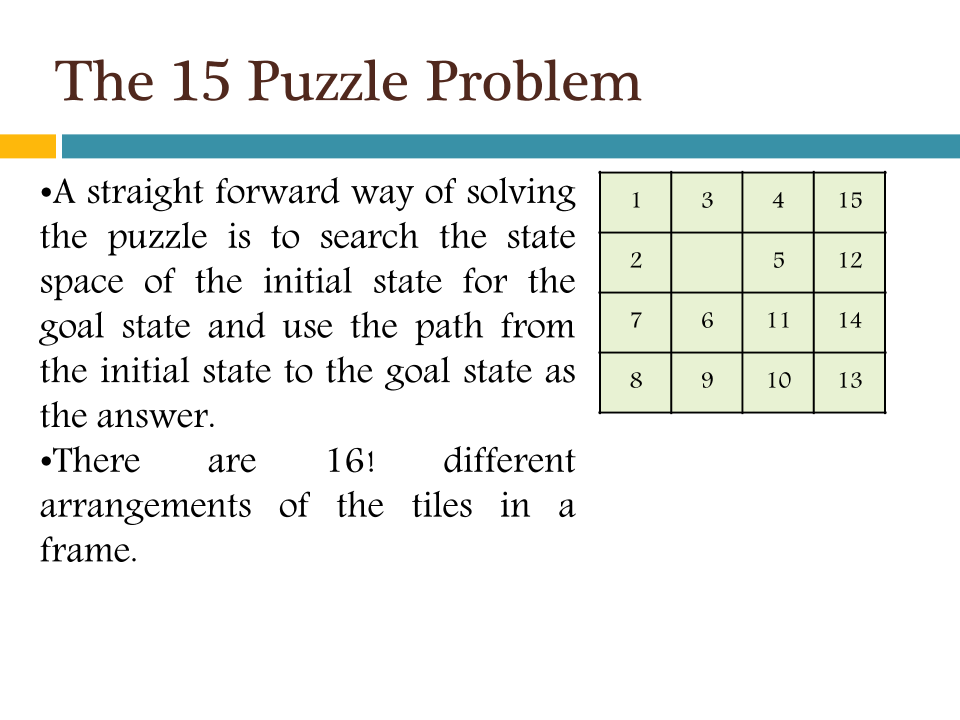 The 15 Puzzle Problem
•A straight forward way of solving
the puzzle is to search the state
space of the initial state for the
goal state and use the path from
the initial state to the goal state as
the answer.
•There are 16! different
arrangements of the tiles in a
frame.
1 3 4 15
2 5 12
7 6 11 14
8 9 10 13